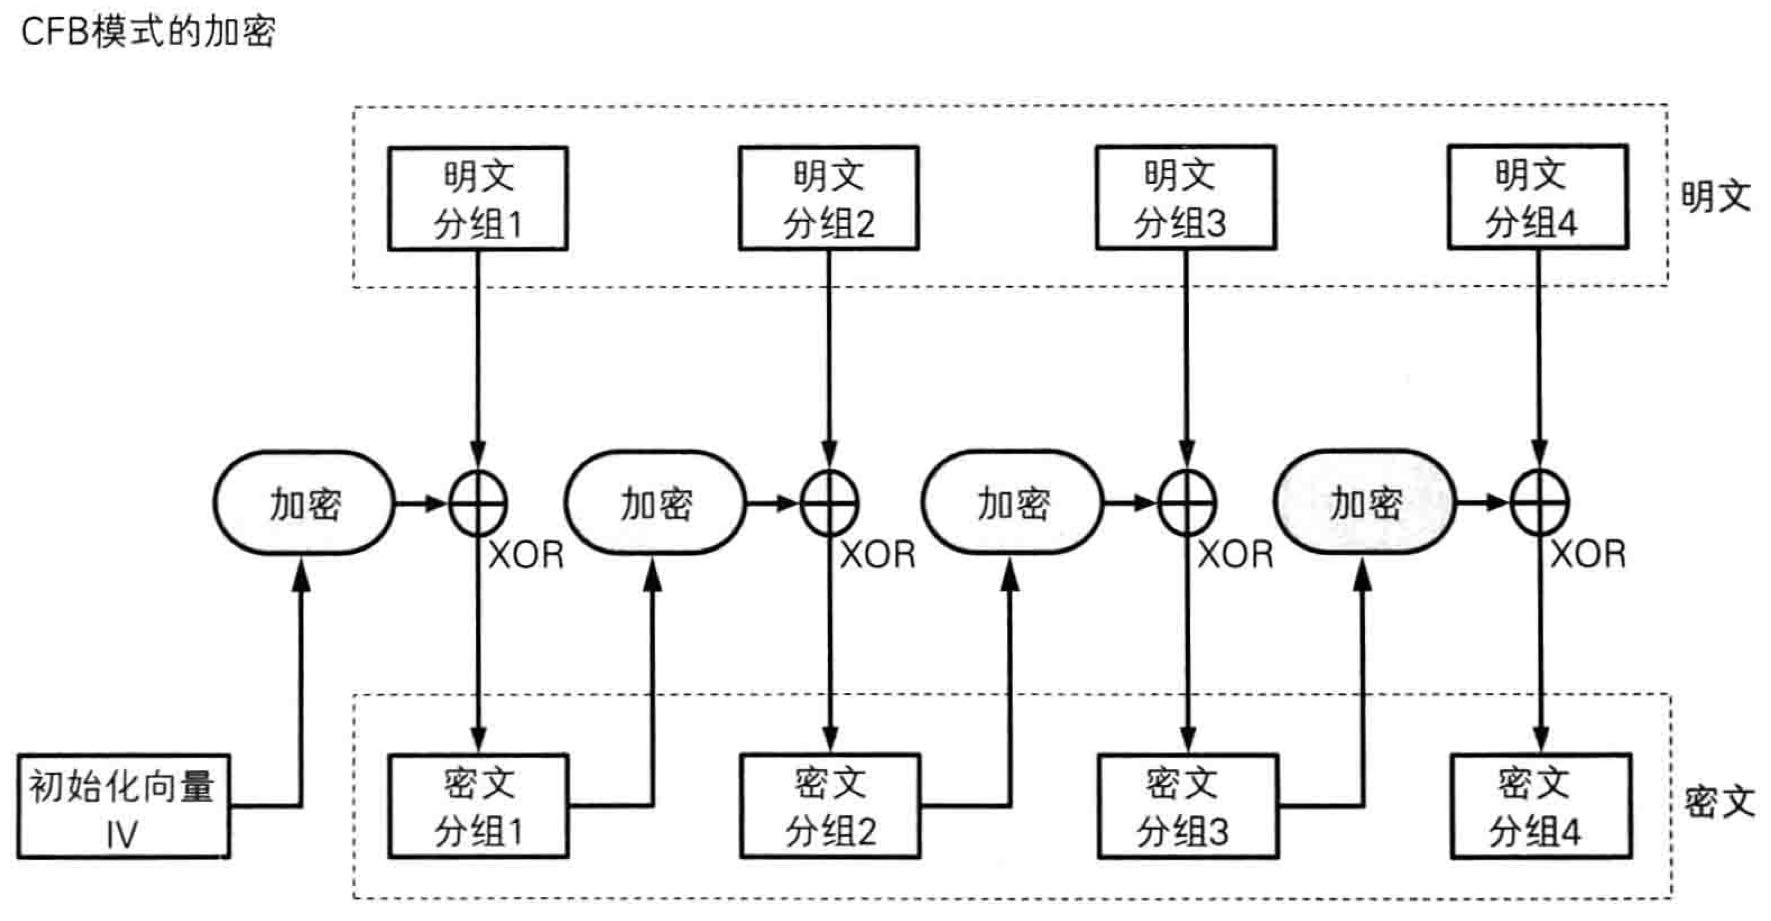 CFB模式的加密
明文
分组1
明文
分组2
明文
分组3
明文
分组4
明文
加密
XOR
加密
XOR
加密
XOR
加密
XOR
初始化向量
IV
密文
分组1
密文
分组2
密文
分组3
密文
分组4
密文